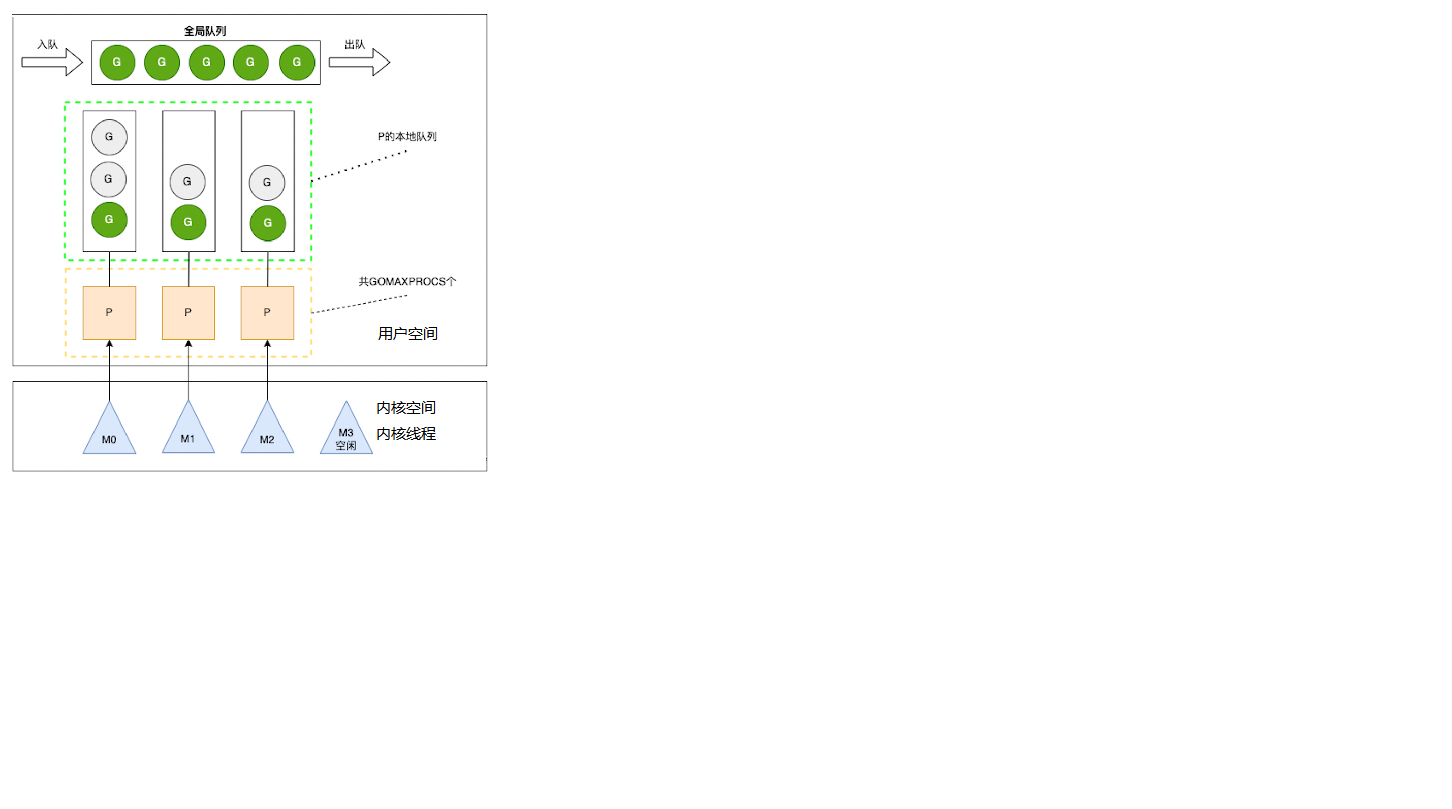 全局队列
入队
G G G G G
出队
G
G G G
G G G
P的本地队列
共GOMAXPROCS个
P P P
用户空间
内核空间
内核线程
M0 M1 M2 M3
空闲